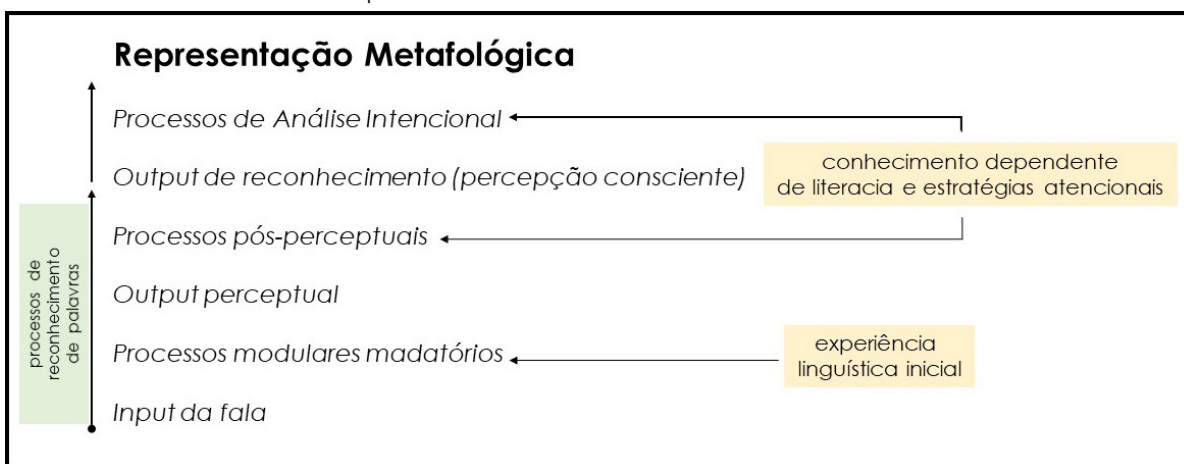 Representação Metafológica
Processos de Análise Intencional
Output de reconhecimento (percepção consciente)
conhecimento dependente
de literacia e estratégias atencionais
Processos pós-perceptuais
Output perceptual
Processos modulares madatórios
experiência
linguística inicial
Input da fala
processos de
reconhecimento
de palavras